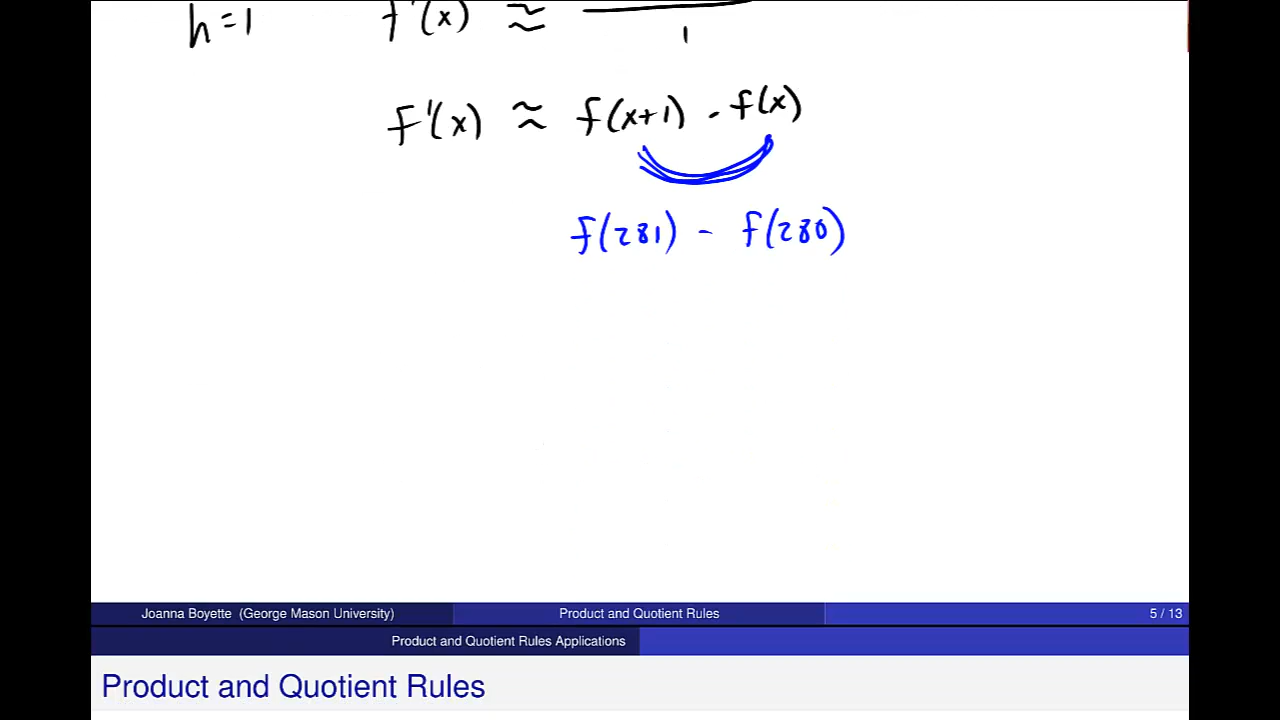 h=1 f'(x) ≈ 1
f'(x) ≈ f(x+1) - f(x)
f(281) - f(280)
Joanna Boyette (George Mason University) Product and Quotient Rules 5 / 13
Product and Quotient Rules Applications
Product and Quotient Rules